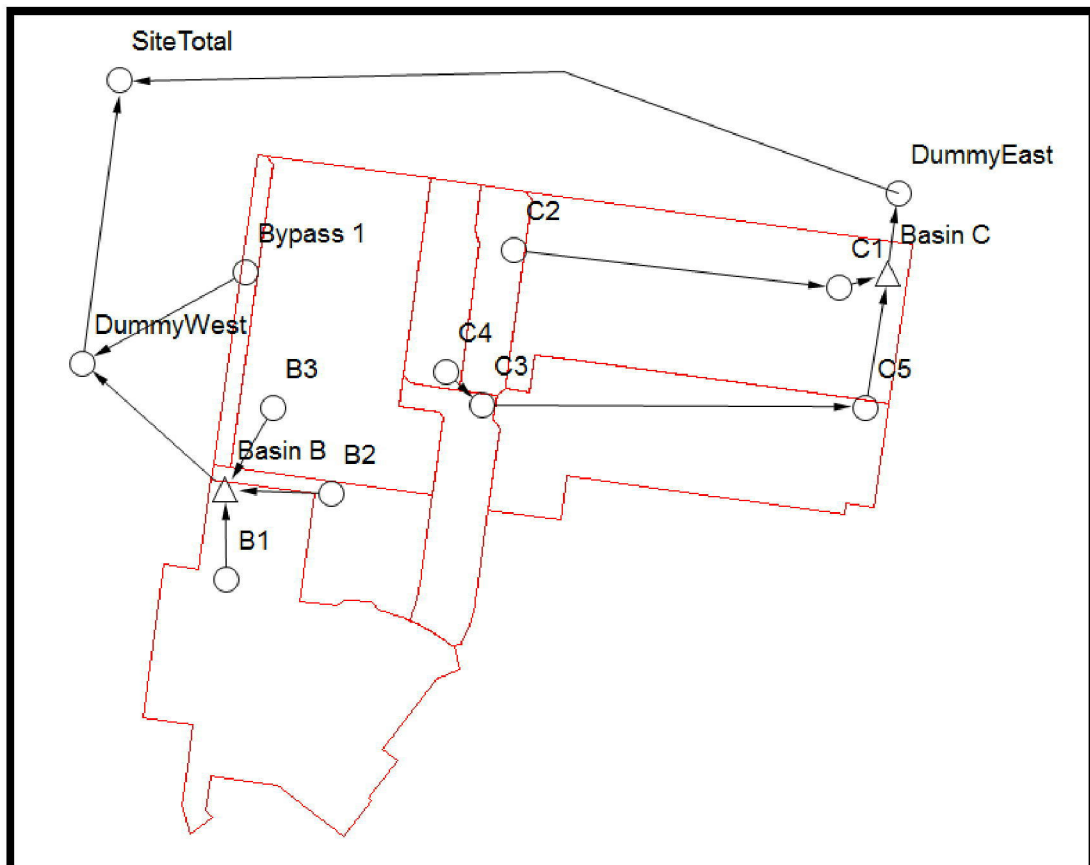 SiteTotal
DummyEast
C2
Bypass 1
Basin C
C1
DummyWest
C4
C3
B3
C5
Basin B
B2
B1